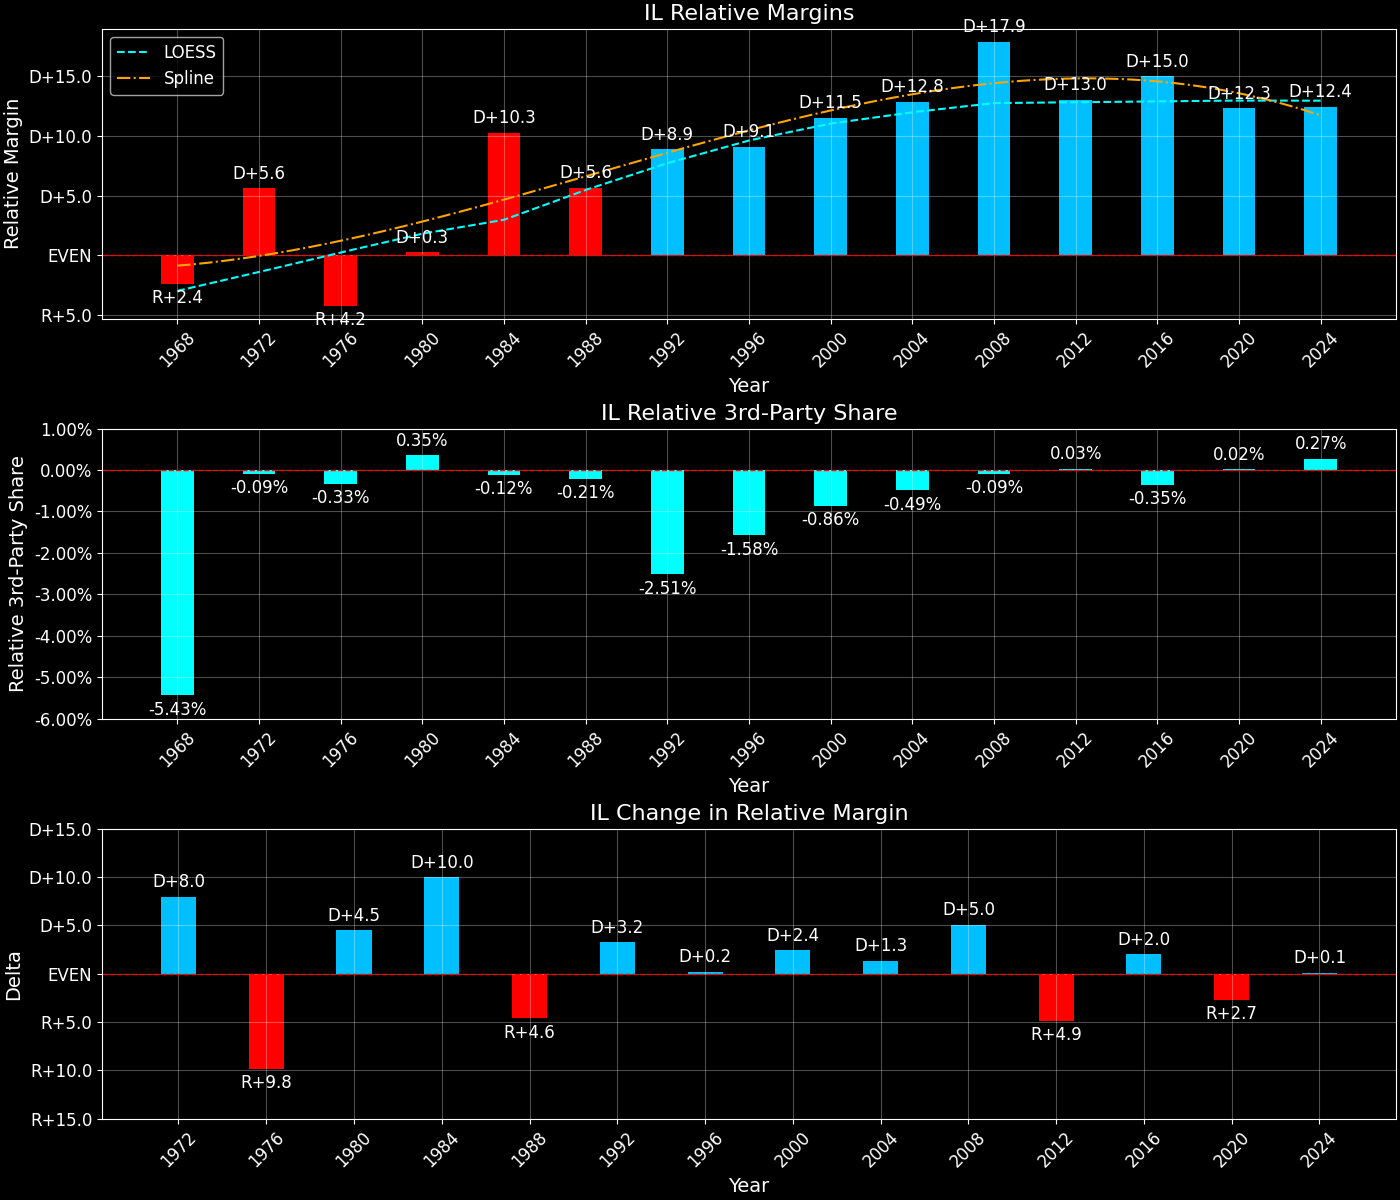 IL Relative Margins
LOESS
Spline
Relative Margin
D+15.0
D+10.0
D+5.0
EVEN
R+5.0
R+2.4
D+5.6
R+4.2
D+0.3
D+10.3
D+5.6
D+8.9
D+9.1
D+11.5
D+12.8
D+17.9
D+13.0
D+15.0
D+12.3
D+12.4
1968
1972
1976
1980
1984
1988
1992
1996
2000
2004
2008
2012
2016
2020
2024
Year
IL Relative 3rd-Party Share
Relative 3rd-Party Share
1.00%
0.00%
-1.00%
-2.00%
-3.00%
-4.00%
-5.00%
-6.00%
-5.43%
-0.09%
-0.33%
0.35%
-0.12%
-0.21%
-2.51%
-1.58%
-0.86%
-0.49%
-0.09%
0.03%
-0.35%
0.02%
0.27%
1968
1972
1976
1980
1984
1988
1992
1996
2000
2004
2008
2012
2016
2020
2024
Year
IL Change in Relative Margin
Delta
D+15.0
D+10.0
D+5.0
EVEN
R+5.0
R+10.0
R+15.0
D+8.0
R+9.8
D+4.5
D+10.0
R+4.6
D+3.2
D+0.2
D+2.4
D+1.3
D+5.0
R+4.9
D+2.0
R+2.7
D+0.1
1972
1976
1980
1984
1988
1992
1996
2000
2004
2008
2012
2016
2020
2024
Year